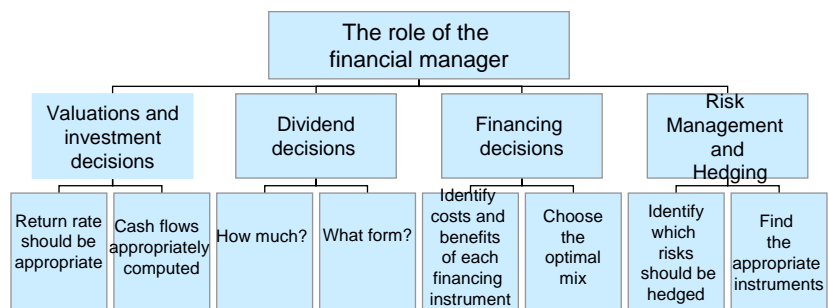 The role of the
financial manager
Valuations and
investment
decisions
Dividend
decisions
Financing
decisions
Risk
Management
and
Hedging
Return rate
should be
appropriate
Cash flows
appropriately
computed
How much?
What form?
Identify
costs and
benefits
of each
financing
instrument
Choose
the
optimal
mix
Identify
which
risks
should be
hedged
Find
the
appropriate
instruments